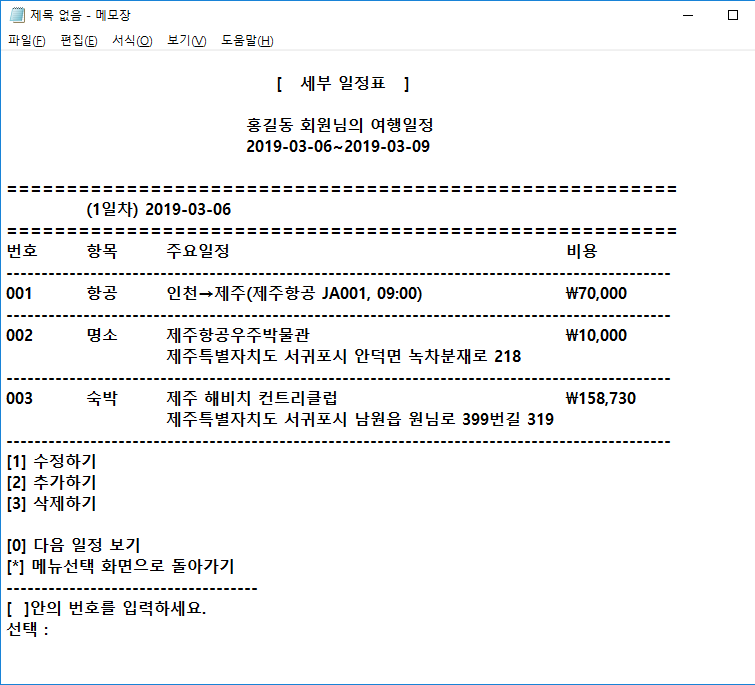 제목 없음 - 메모장
파일(F) 편집(E) 서식(O) 보기(V) 도움말(H)
[ 세부 일정표 ]
홍길동 회원님의 여행일정
2019-03-06~2019-03-09
========================================================
(1일차) 2019-03-06
========================================================
번호 항목 주요일정 비용
-----------------------------------------------------------------------------------------------
001 항공 인천→제주(제주항공 JA001, 09:00) ₩70,000
-----------------------------------------------------------------------------------------------
002 명소 제주항공우주박물관 ₩10,000
제주특별자치도 서귀포시 안덕면 녹차분재로 218
-----------------------------------------------------------------------------------------------
003 숙박 제주 해비치 컨트리클럽 ₩158,730
제주특별자치도 서귀포시 남원읍 원님로 399번길 319
-----------------------------------------------------------------------------------------------
[1] 수정하기
[2] 추가하기
[3] 삭제하기
[0] 다음 일정 보기
[*] 메뉴선택 화면으로 돌아가기
------------------------------------
[ ]안의 번호를 입력하세요.
선택 :